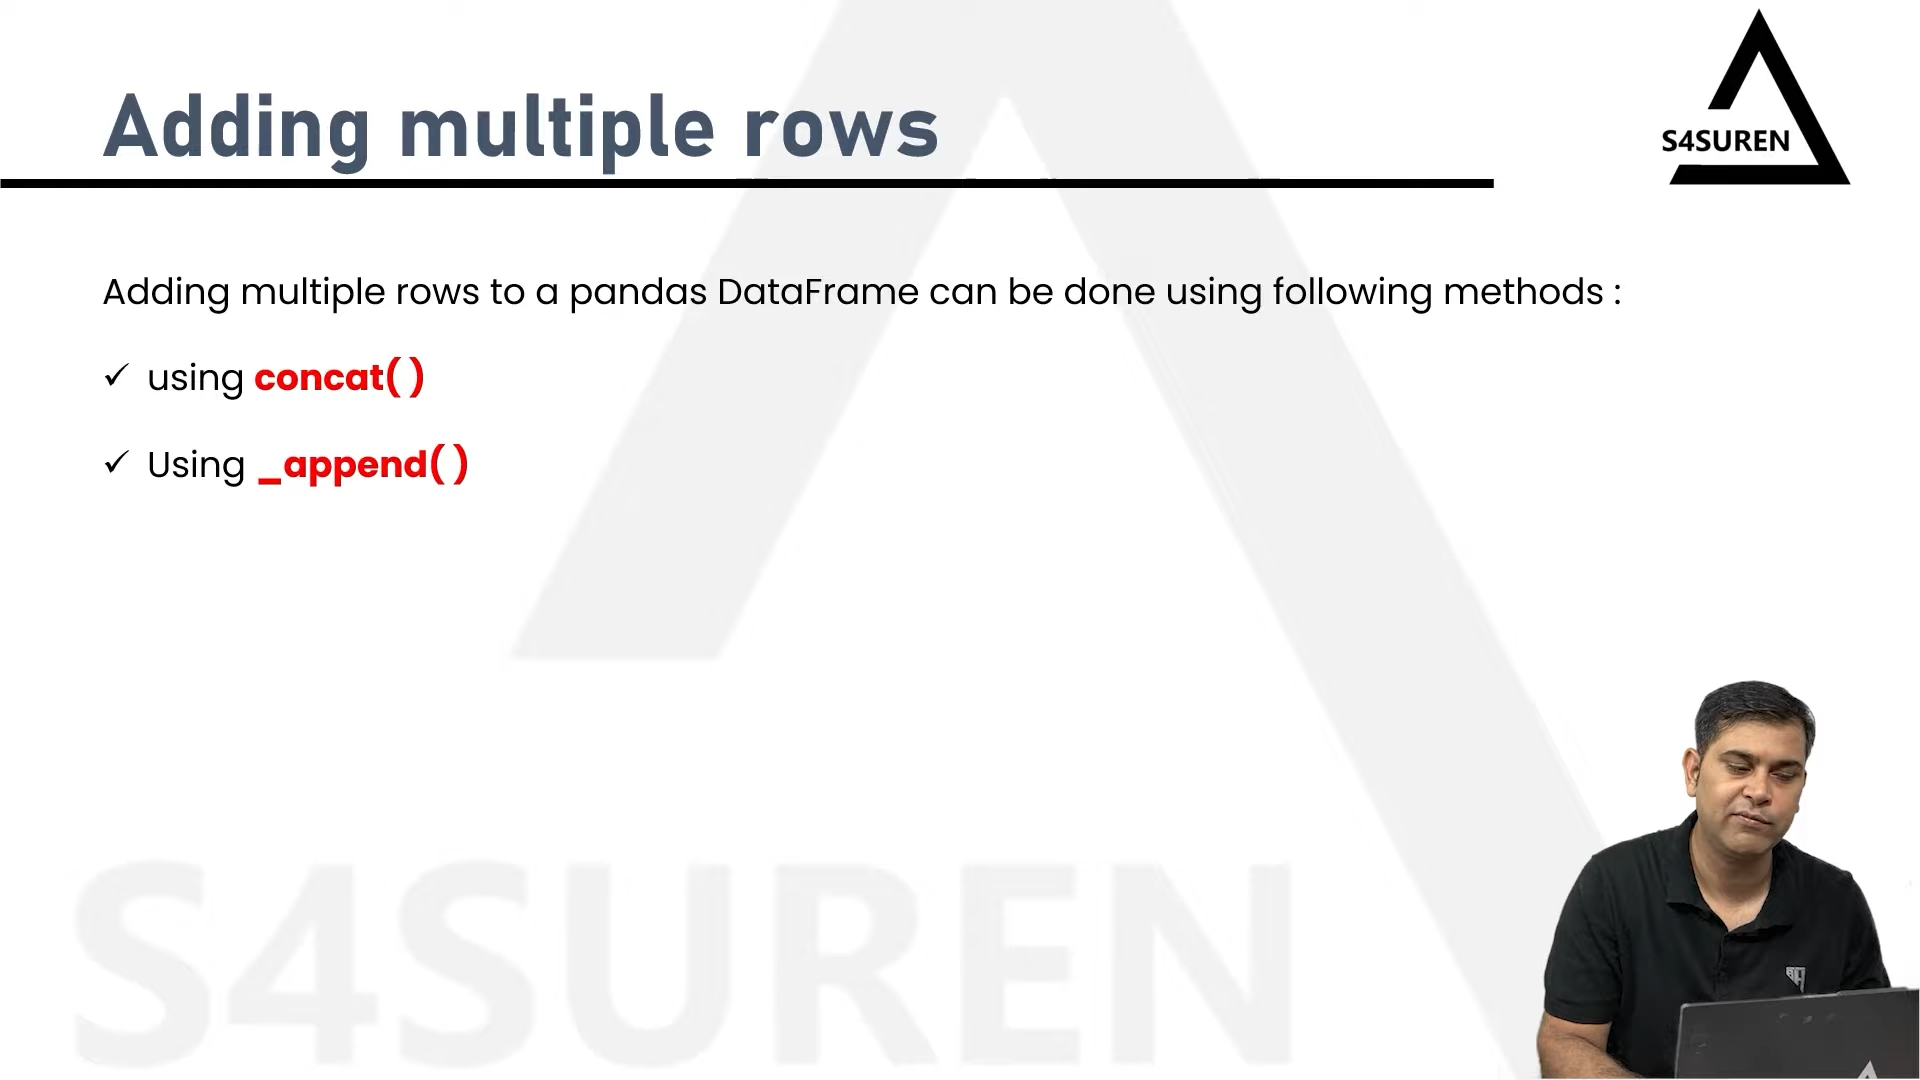 Adding multiple rows
S4SUREN
Adding multiple rows to a pandas DataFrame can be done using following methods :
✓ using concat( )
✓ Using _append( )
S4SUREN